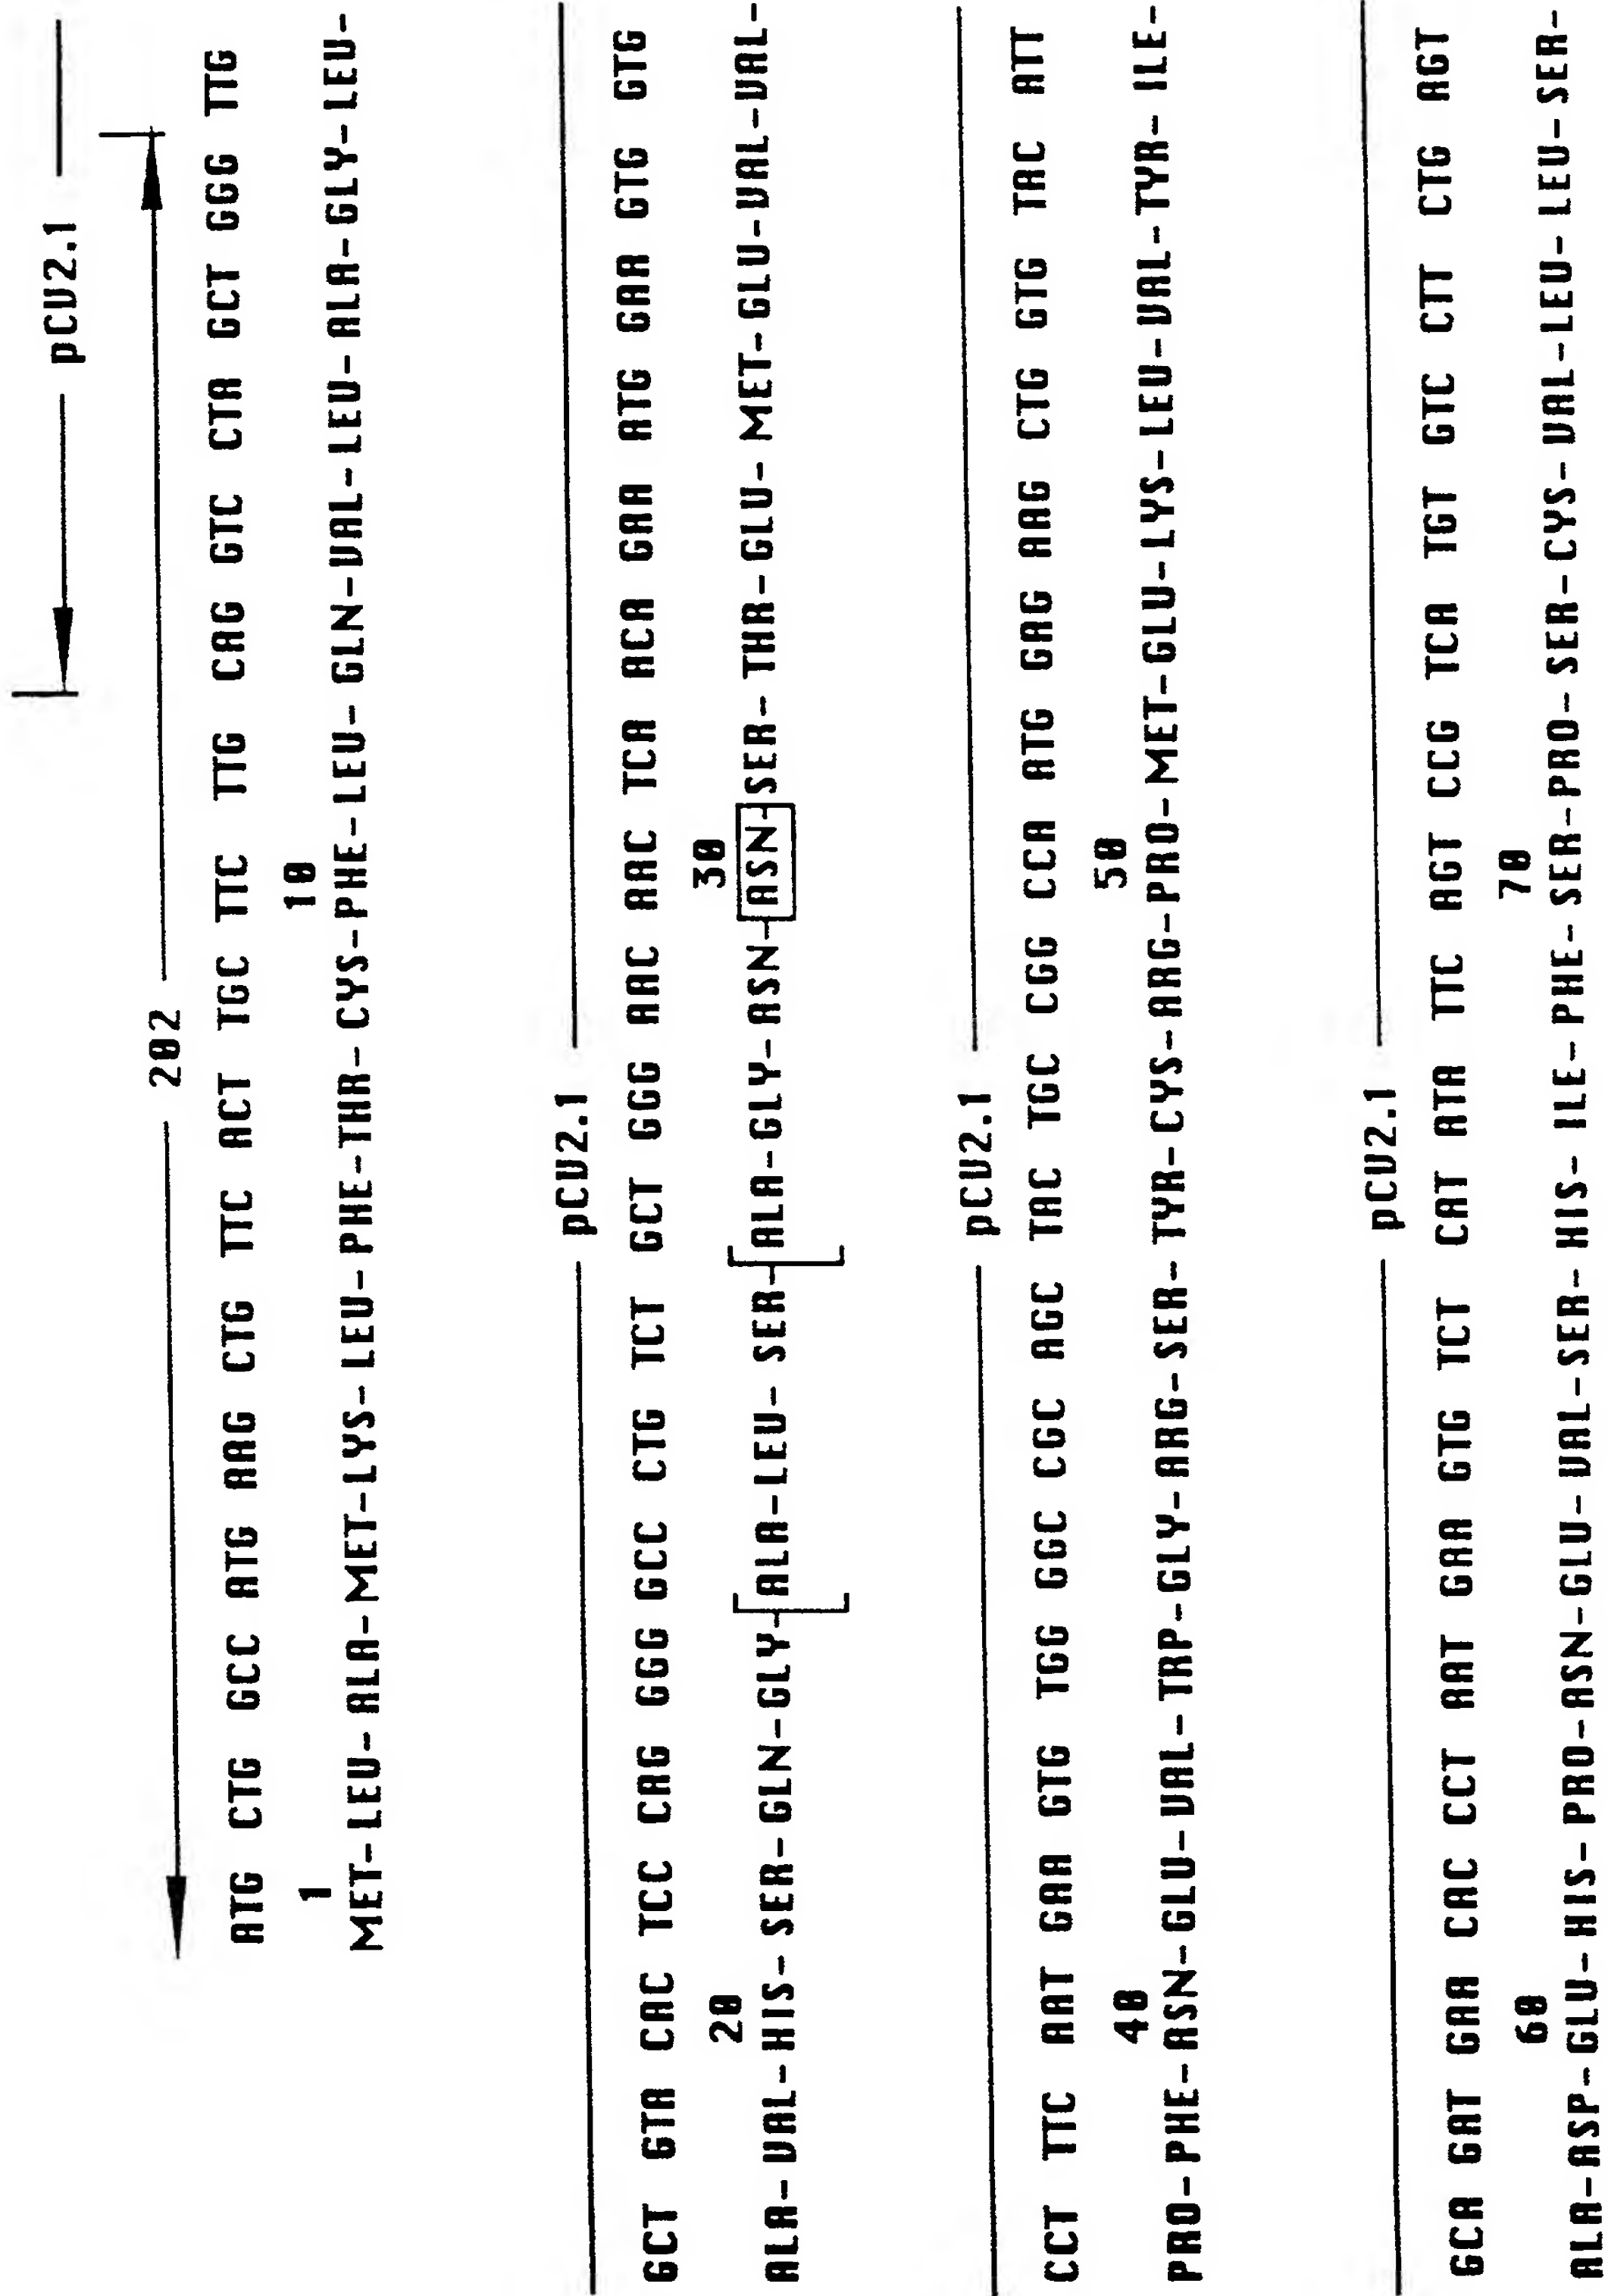 pCV2.1
202
ATG CTG GCC ATG AAG CTG TTC ACT TGC TTC TTG CAG GTC CTA GCT GGG TTG
1 10
MET-LEU-ALA-MET-LYS-LEU-PHE-THR-CYS-PHE-LEU-GLN-VAL-LEU-ALA-GLY-LEU-
pCV2.1
GCT GTA CAC TCC CAG GGG GCC CTG TCT GCT GGG AAC AAC TCA ACA GAA ATG GAA GTG GTG
20 30
ALA-VAL-HIS-SER-GLN-GLY-[ALA-LEU-SER-[ALA-GLY-ASN-ASN-SER-THR-GLU-MET-GLU-VAL-VAL-
pCV2.1
CCT TTC AAT GAA GTG TGG GGC CGC AGC TAC TGC CGG CCA ATG GAG AAG CTG GTG TAC ATT
40 50
PRO-PHE-ASN-GLU-VAL-TRP-GLY-ARG-SER-TYR-CYS-ARG-PRO-MET-GLU-LYS-LEU-VAL-TYR-ILE-
pCV2.1
GCA GAT GAA CAC CCT AAT GAA GTG TCT CAT ATA TTC AGT CCG TCA TGT GTC CTT CTG AGT
60 70
ALA-ASP-GLU-HIS-PRO-ASN-GLU-VAL-SER-HIS-ILE-PHE-SER-PRO-SER-CYS-VAL-LEU-LEU-SER-